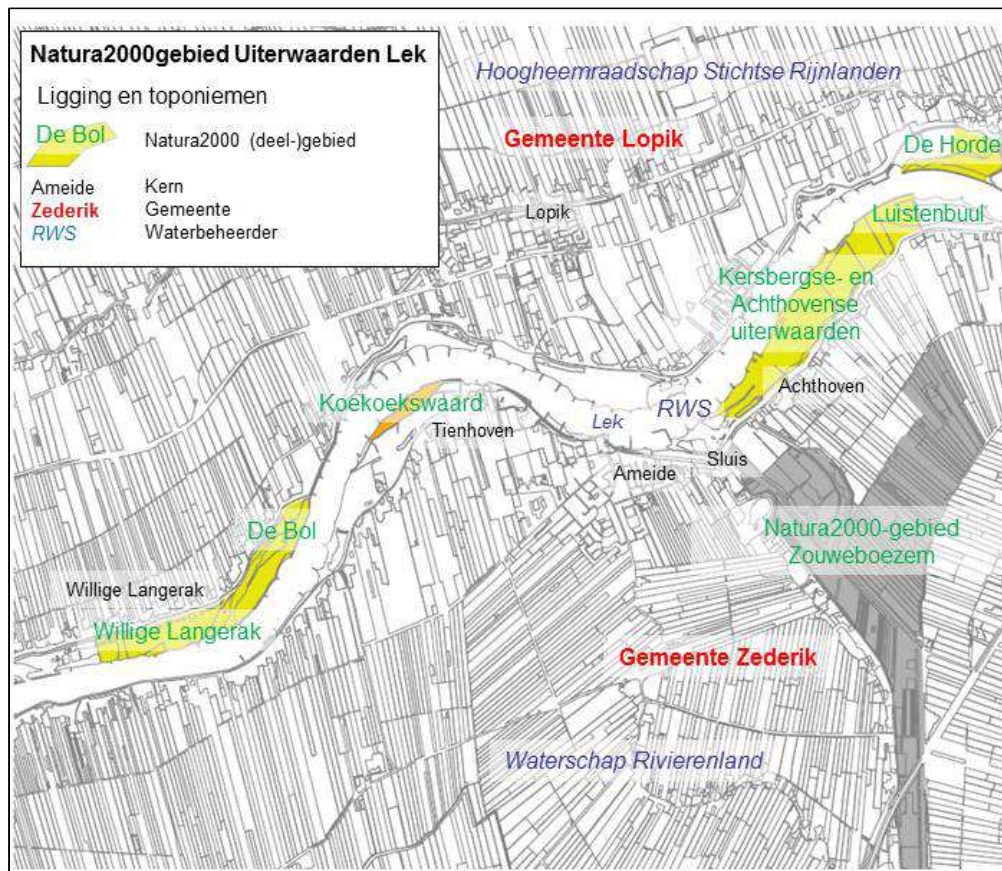 Natura2000gebied Uiterwaarden Lek
Ligging en toponiemen
De Bol
Natura2000 (deel-)gebied
Ameide Kern
Zederik Gemeente
RWS Waterbeheerder
Hoogheemraadschap Stichtse Rijnlanden
Gemeente Lopik
De Horde
Lopik
Luistenbuul
Kersbergse- en
Achthovense
uiterwaarden
Achthoven
Koekoekswaard
RWS
Lek
Tienhoven
Sluis
Ameide
De Bol
Natura2000-gebied
Zouweboezem
Willige Langerak
Willige Langerak
Gemeente Zederik
Waterschap Rivierenland